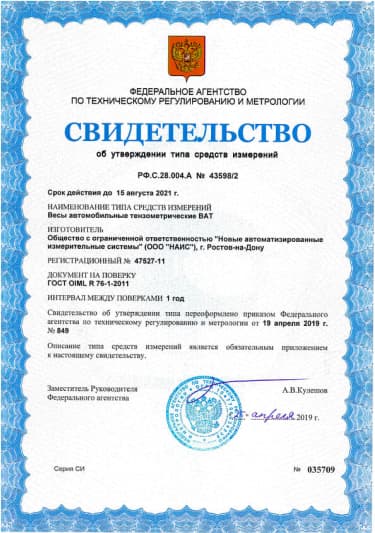 ФЕДЕРАЛЬНОЕ АГЕНТСТВО
ПО ТЕХНИЧЕСКОМУ РЕГУЛИРОВАНИЮ И МЕТРОЛОГИИ
СВИДЕТЕЛЬСТВО
об утверждении типа средств измерений
РФ.С.28.004.А № 43598/2
Срок действия до 15 августа 2021 г.
НАИМЕНОВАНИЕ ТИПА СРЕДСТВ ИЗМЕРЕНИЙ
Весы автомобильные тензометрические ВАТ
ИЗГОТОВИТЕЛЬ
Общество с ограниченной ответственностью "Новые автоматизированные
измерительные системы" (ООО "НАИС"), г. Ростов-на-Дону
РЕГИСТРАЦИОННЫЙ № 47527-11
ДОКУМЕНТ НА ПОВЕРКУ
ГОСТ OIML R 76-1-2011
ИНТЕРВАЛ МЕЖДУ ПОВЕРКАМИ 1 год
Свидетельство об утверждении типа переоформлено приказом Федерального
агентства по техническому регулированию и метрологии от 19 апреля 2019 г.
№ 849
Описание типа средств измерений является обязательным приложением
к настоящему свидетельству.
Заместитель Руководителя
Федерального агентства
А.В.Кулешов
апреля 2019 г.
Серия СИ
№ 035709